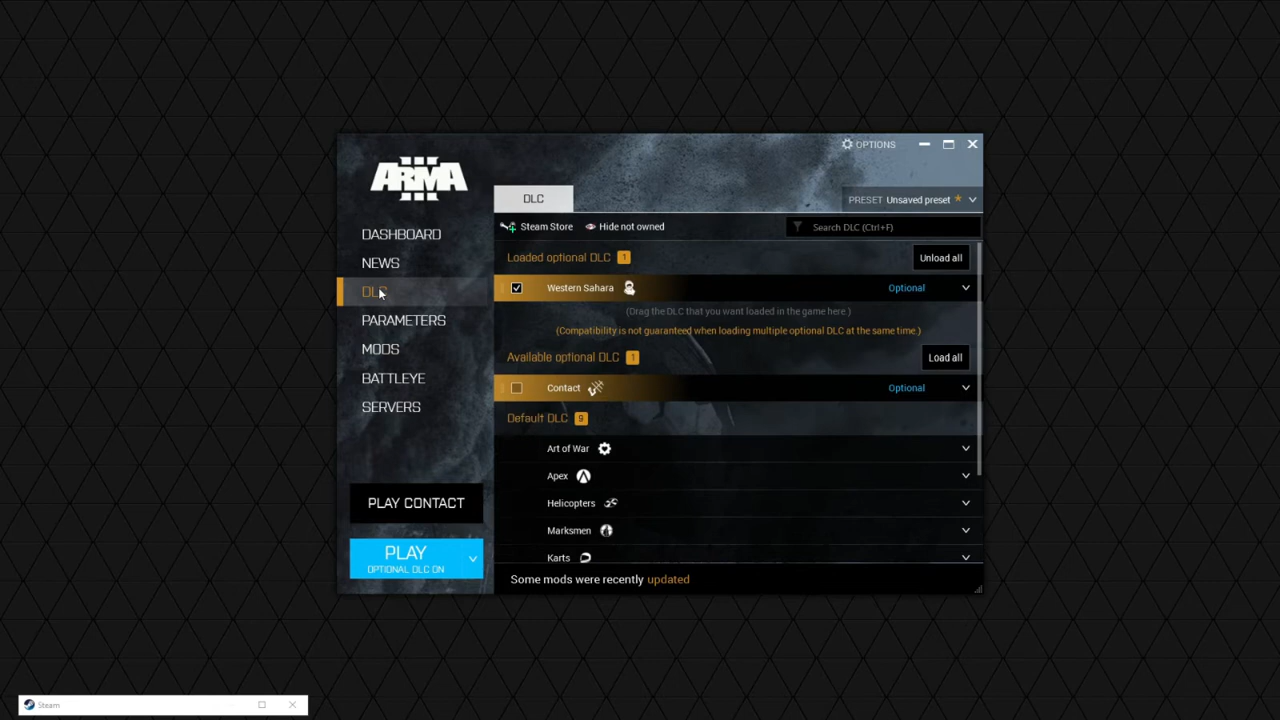 OPTIONS
ARMA
III
DLC
PRESET Unsaved preset *
DASHBOARD
NEWS
DLC
PARAMETERS
MODS
BATTLEYE
SERVERS
PLAY CONTACT
PLAY
OPTIONAL DLC ON
Steam Store
Hide not owned
Search DLC (Ctrl+F)
Loaded optional DLC 1
Unload all
Western Sahara
Optional
(Drag the DLC that you want loaded in the game here.)
(Compatibility is not guaranteed when loading multiple optional DLC at the same time.)
Available optional DLC 1
Load all
Contact
Optional
Default DLC 9
Art of War
Apex
Helicopters
Marksmen
Karts
Some mods were recently updated
Steam